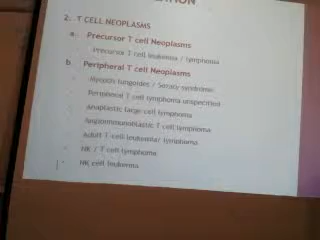 2. T CELL NEOPLASMS
a. Precursor T cell Neoplasms
Precursor T cell leukemia / lymphoma
b. Peripheral T cell Neoplasms
Mycosis fungoides / Sezary syndrome
Peripheral T cell lymphoma unspecified
Anaplastic large cell lymphoma
Angioimmunoblastic T cell lymphoma
Adult T cell leukemia/ lymphoma
NK / T cell lymphoma
NK cell leukemia